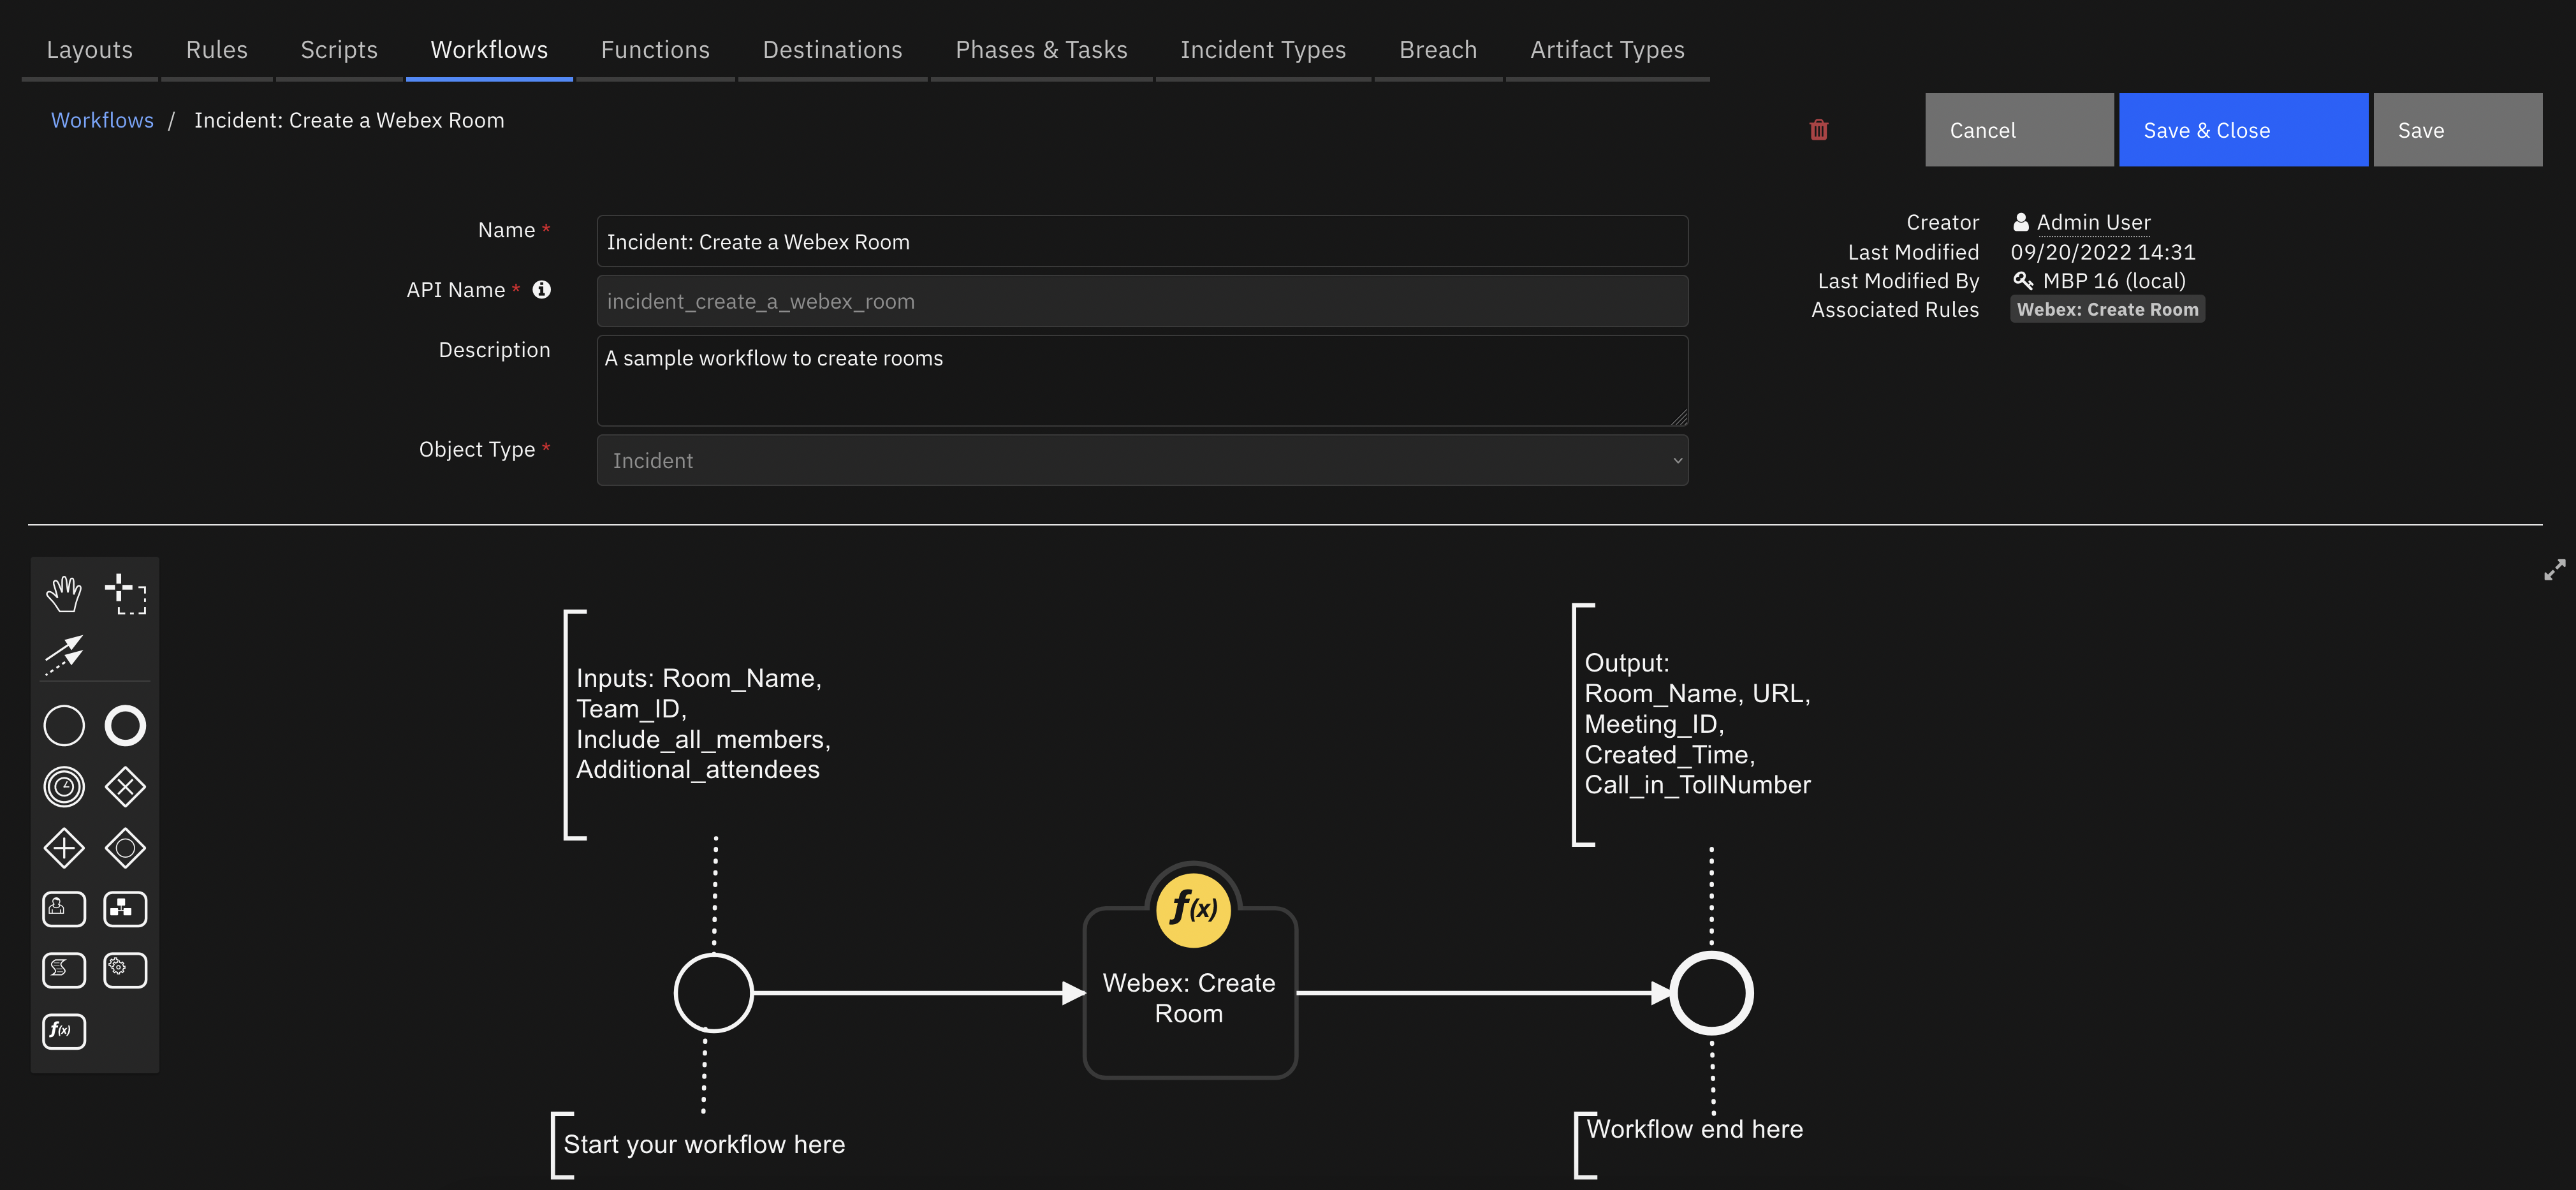 Layouts Rules Scripts Workflows Functions Destinations Phases & Tasks Incident Types Breach Artifact Types
Workflows / Incident: Create a Webex Room
Cancel Save & Close Save
Name * Incident: Create a Webex Room
API Name * incident_create_a_webex_room
Description A sample workflow to create rooms
Object Type * Incident
Creator Admin User
Last Modified 09/20/2022 14:31
Last Modified By MBP 16 (local)
Associated Rules Webex: Create Room
Inputs: Room_Name,
Team_ID,
Include_all_members,
Additional_attendees
Output:
Room_Name, URL,
Meeting_ID,
Created_Time,
Call_in_TollNumber
f(x)
Webex: Create
Room
f(x)
Start your workflow here
Workflow end here